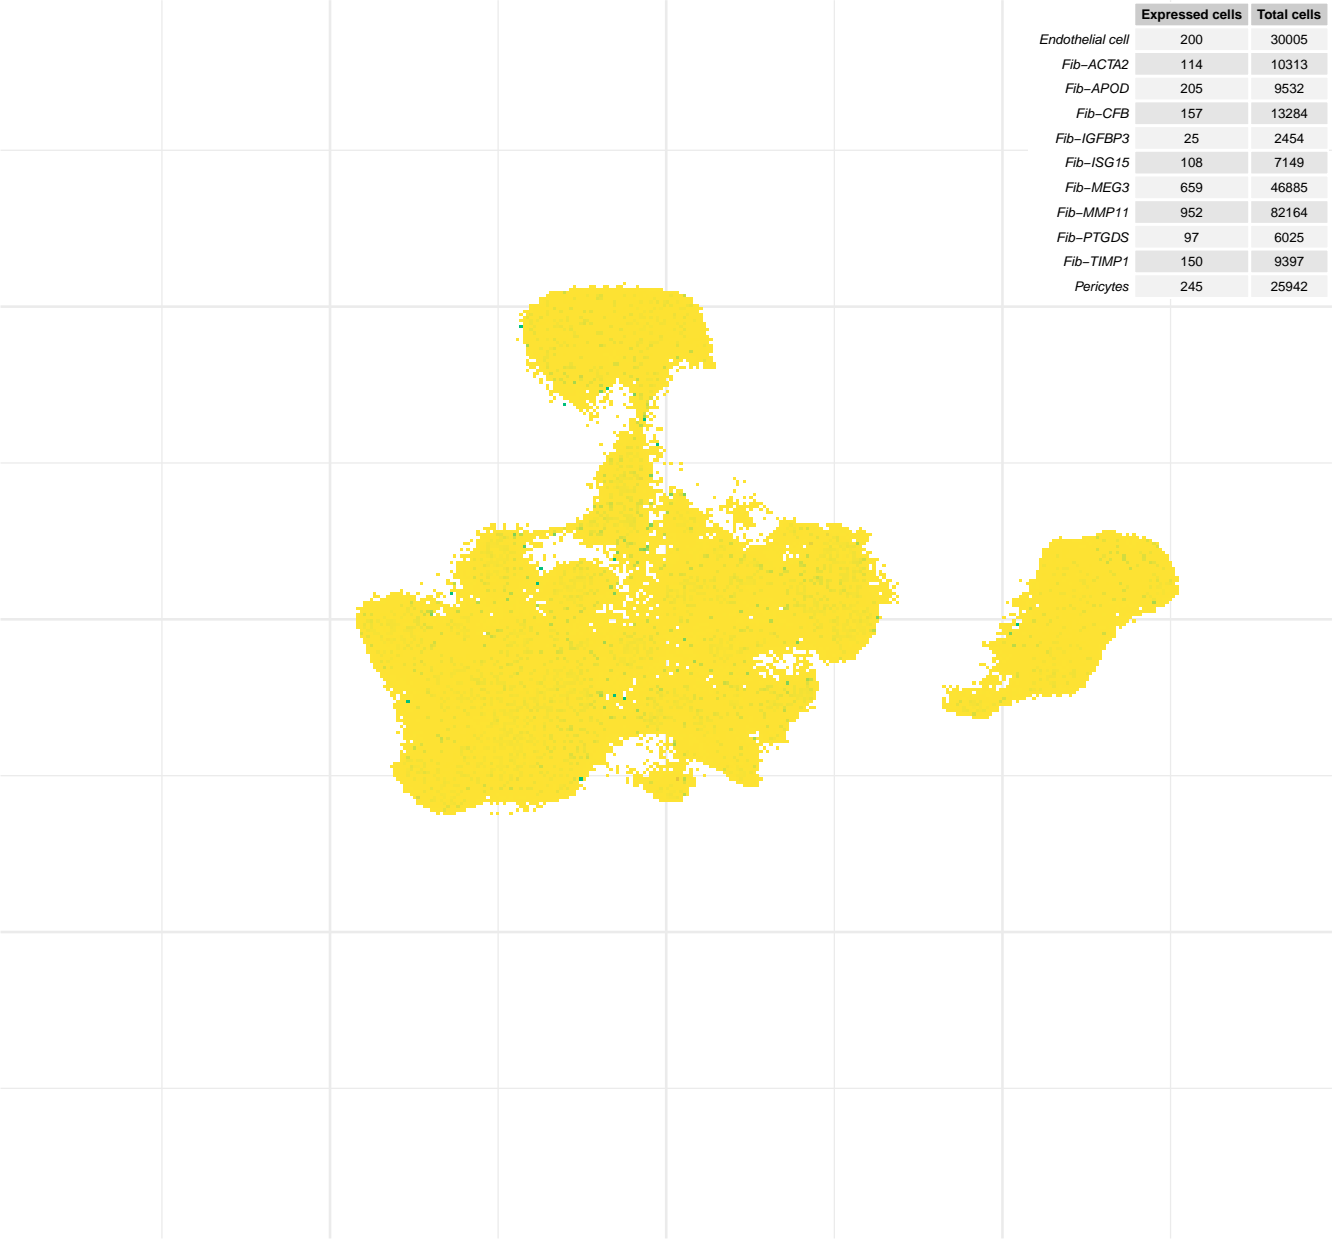 Expressed cells Total cells
Endothelial cell 200 30005
Fib−ACTA2 114 10313
Fib−APOD 205 9532
Fib−CFB 157 13284
Fib−IGFBP3 25 2454
Fib−ISG15 108 7149
Fib−MEG3 659 46885
Fib−MMP11 952 82164
Fib−PTGDS 97 6025
Fib−TIMP1 150 9397
Pericytes 245 25942